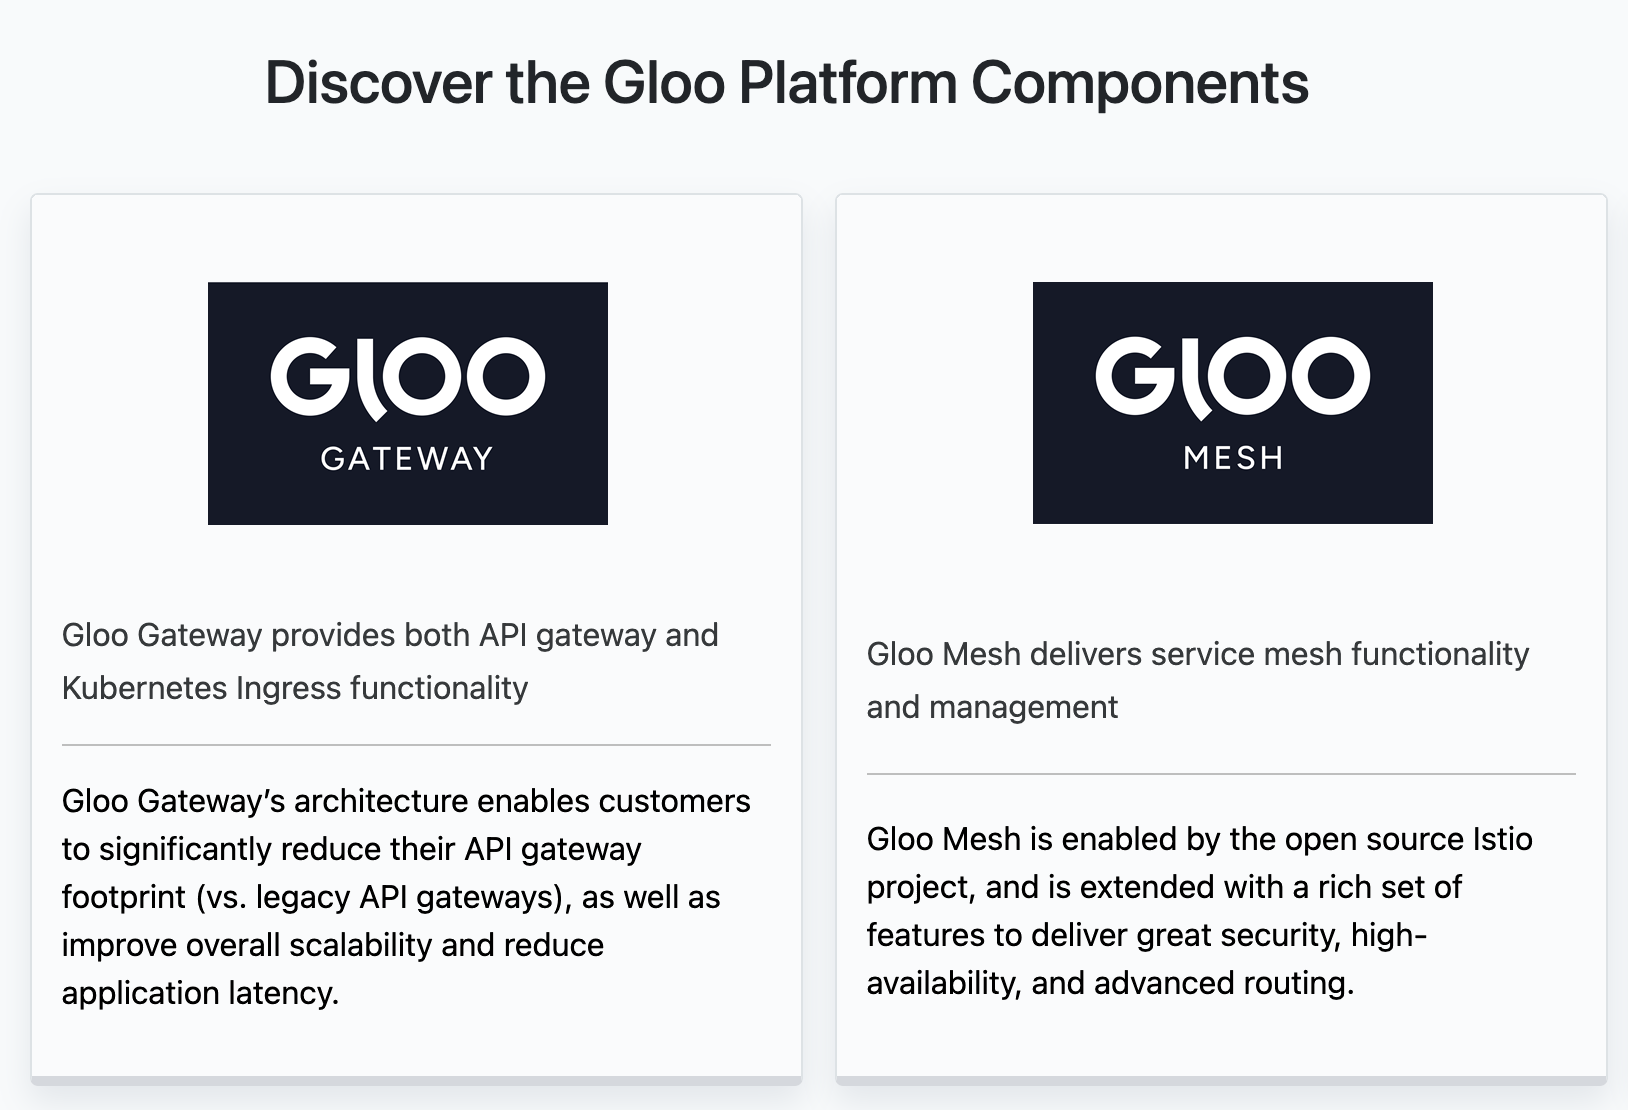 Discover the Gloo Platform Components
GLOO
GATEWAY
Gloo Gateway provides both API gateway and
Kubernetes Ingress functionality
Gloo Gateway’s architecture enables customers
to significantly reduce their API gateway
footprint (vs. legacy API gateways), as well as
improve overall scalability and reduce
application latency.
GLOO
MESH
Gloo Mesh delivers service mesh functionality
and management
Gloo Mesh is enabled by the open source Istio
project, and is extended with a rich set of
features to deliver great security, high-
availability, and advanced routing.